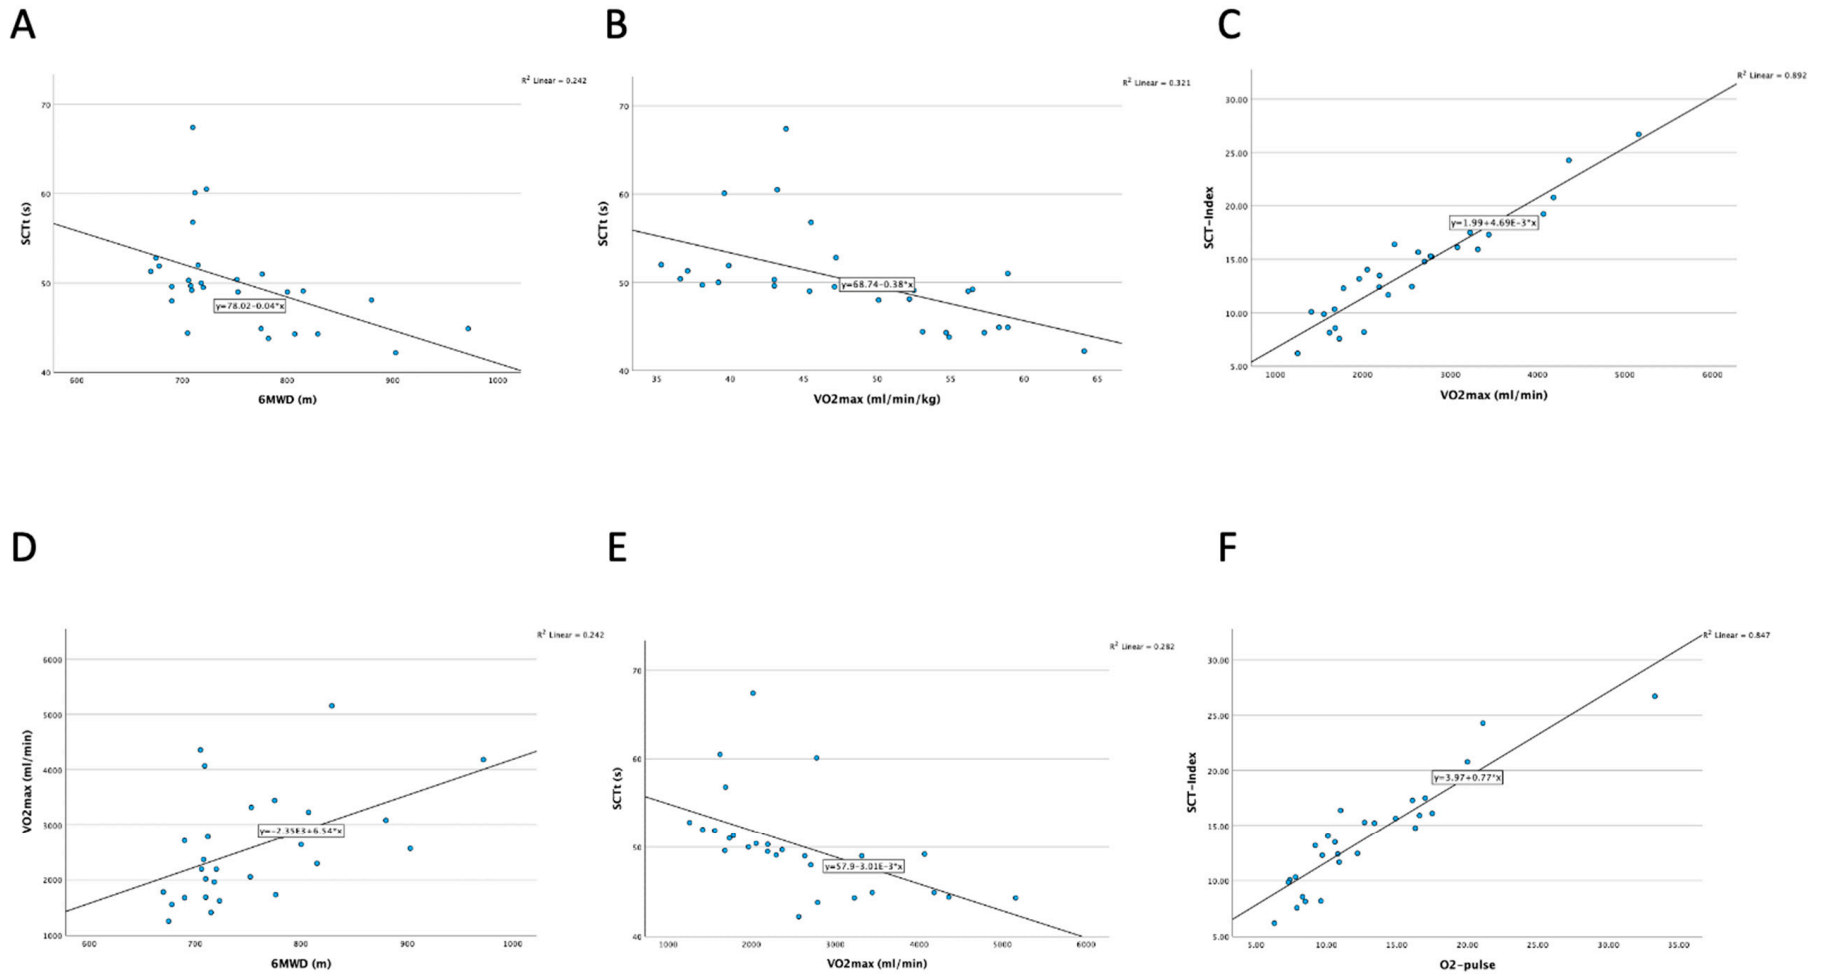 A
B
C
R² Linear = 0.242
R² Linear = 0.321
R² Linear = 0.892
SCTt (s)
70
60
50
40
y=78.02-0.04*x
600 700 800 900 1000
6MWD (m)
SCTt (s)
70
60
50
40
y=68.74-0.38*x
35 40 45 50 55 60 65
VO2max (ml/min/kg)
SCT-Index
30.00
25.00
20.00
15.00
10.00
5.00
y=1.99+4.69E-3*x
1000 2000 3000 4000 5000 6000
VO2max (ml/min)
D
E
F
R² Linear = 0.242
R² Linear = 0.282
R² Linear = 0.847
VO2max (ml/min)
6000
5000
4000
3000
2000
1000
y=-2.35E3+6.54*x
600 700 800 900 1000
6MWD (m)
SCTt (s)
70
60
50
40
y=57.9-3.01E-3*x
1000 2000 3000 4000 5000 6000
VO2max (ml/min)
SCT-Index
30.00
25.00
20.00
15.00
10.00
5.00
y=3.97+0.77*x
5.00 10.00 15.00 20.00 25.00 30.00 35.00
O2-pulse